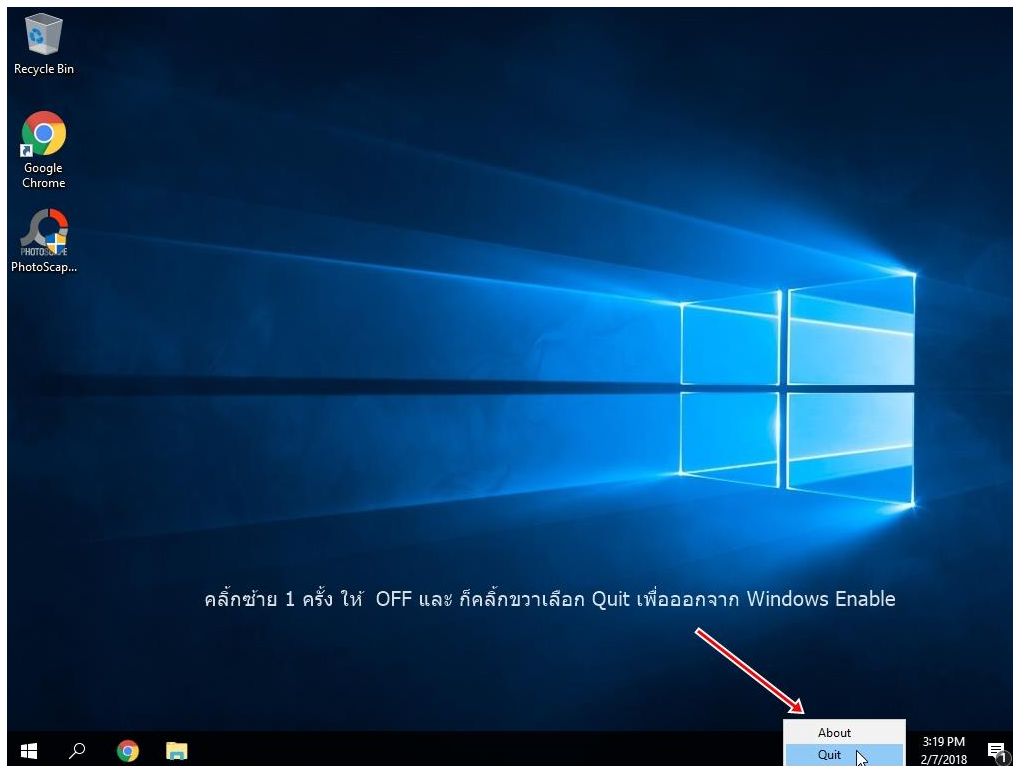 Recycle Bin
Google
Chrome
PHOTOSCAPE
PhotoScap...
คลิ๊กซ้าย 1 ครั้ง ให้  OFF และ ก็คลิ๊กขวาเลือก Quit เพื่อออกจาก Windows Enable
About
Quit
3:19 PM
2/7/2018
1